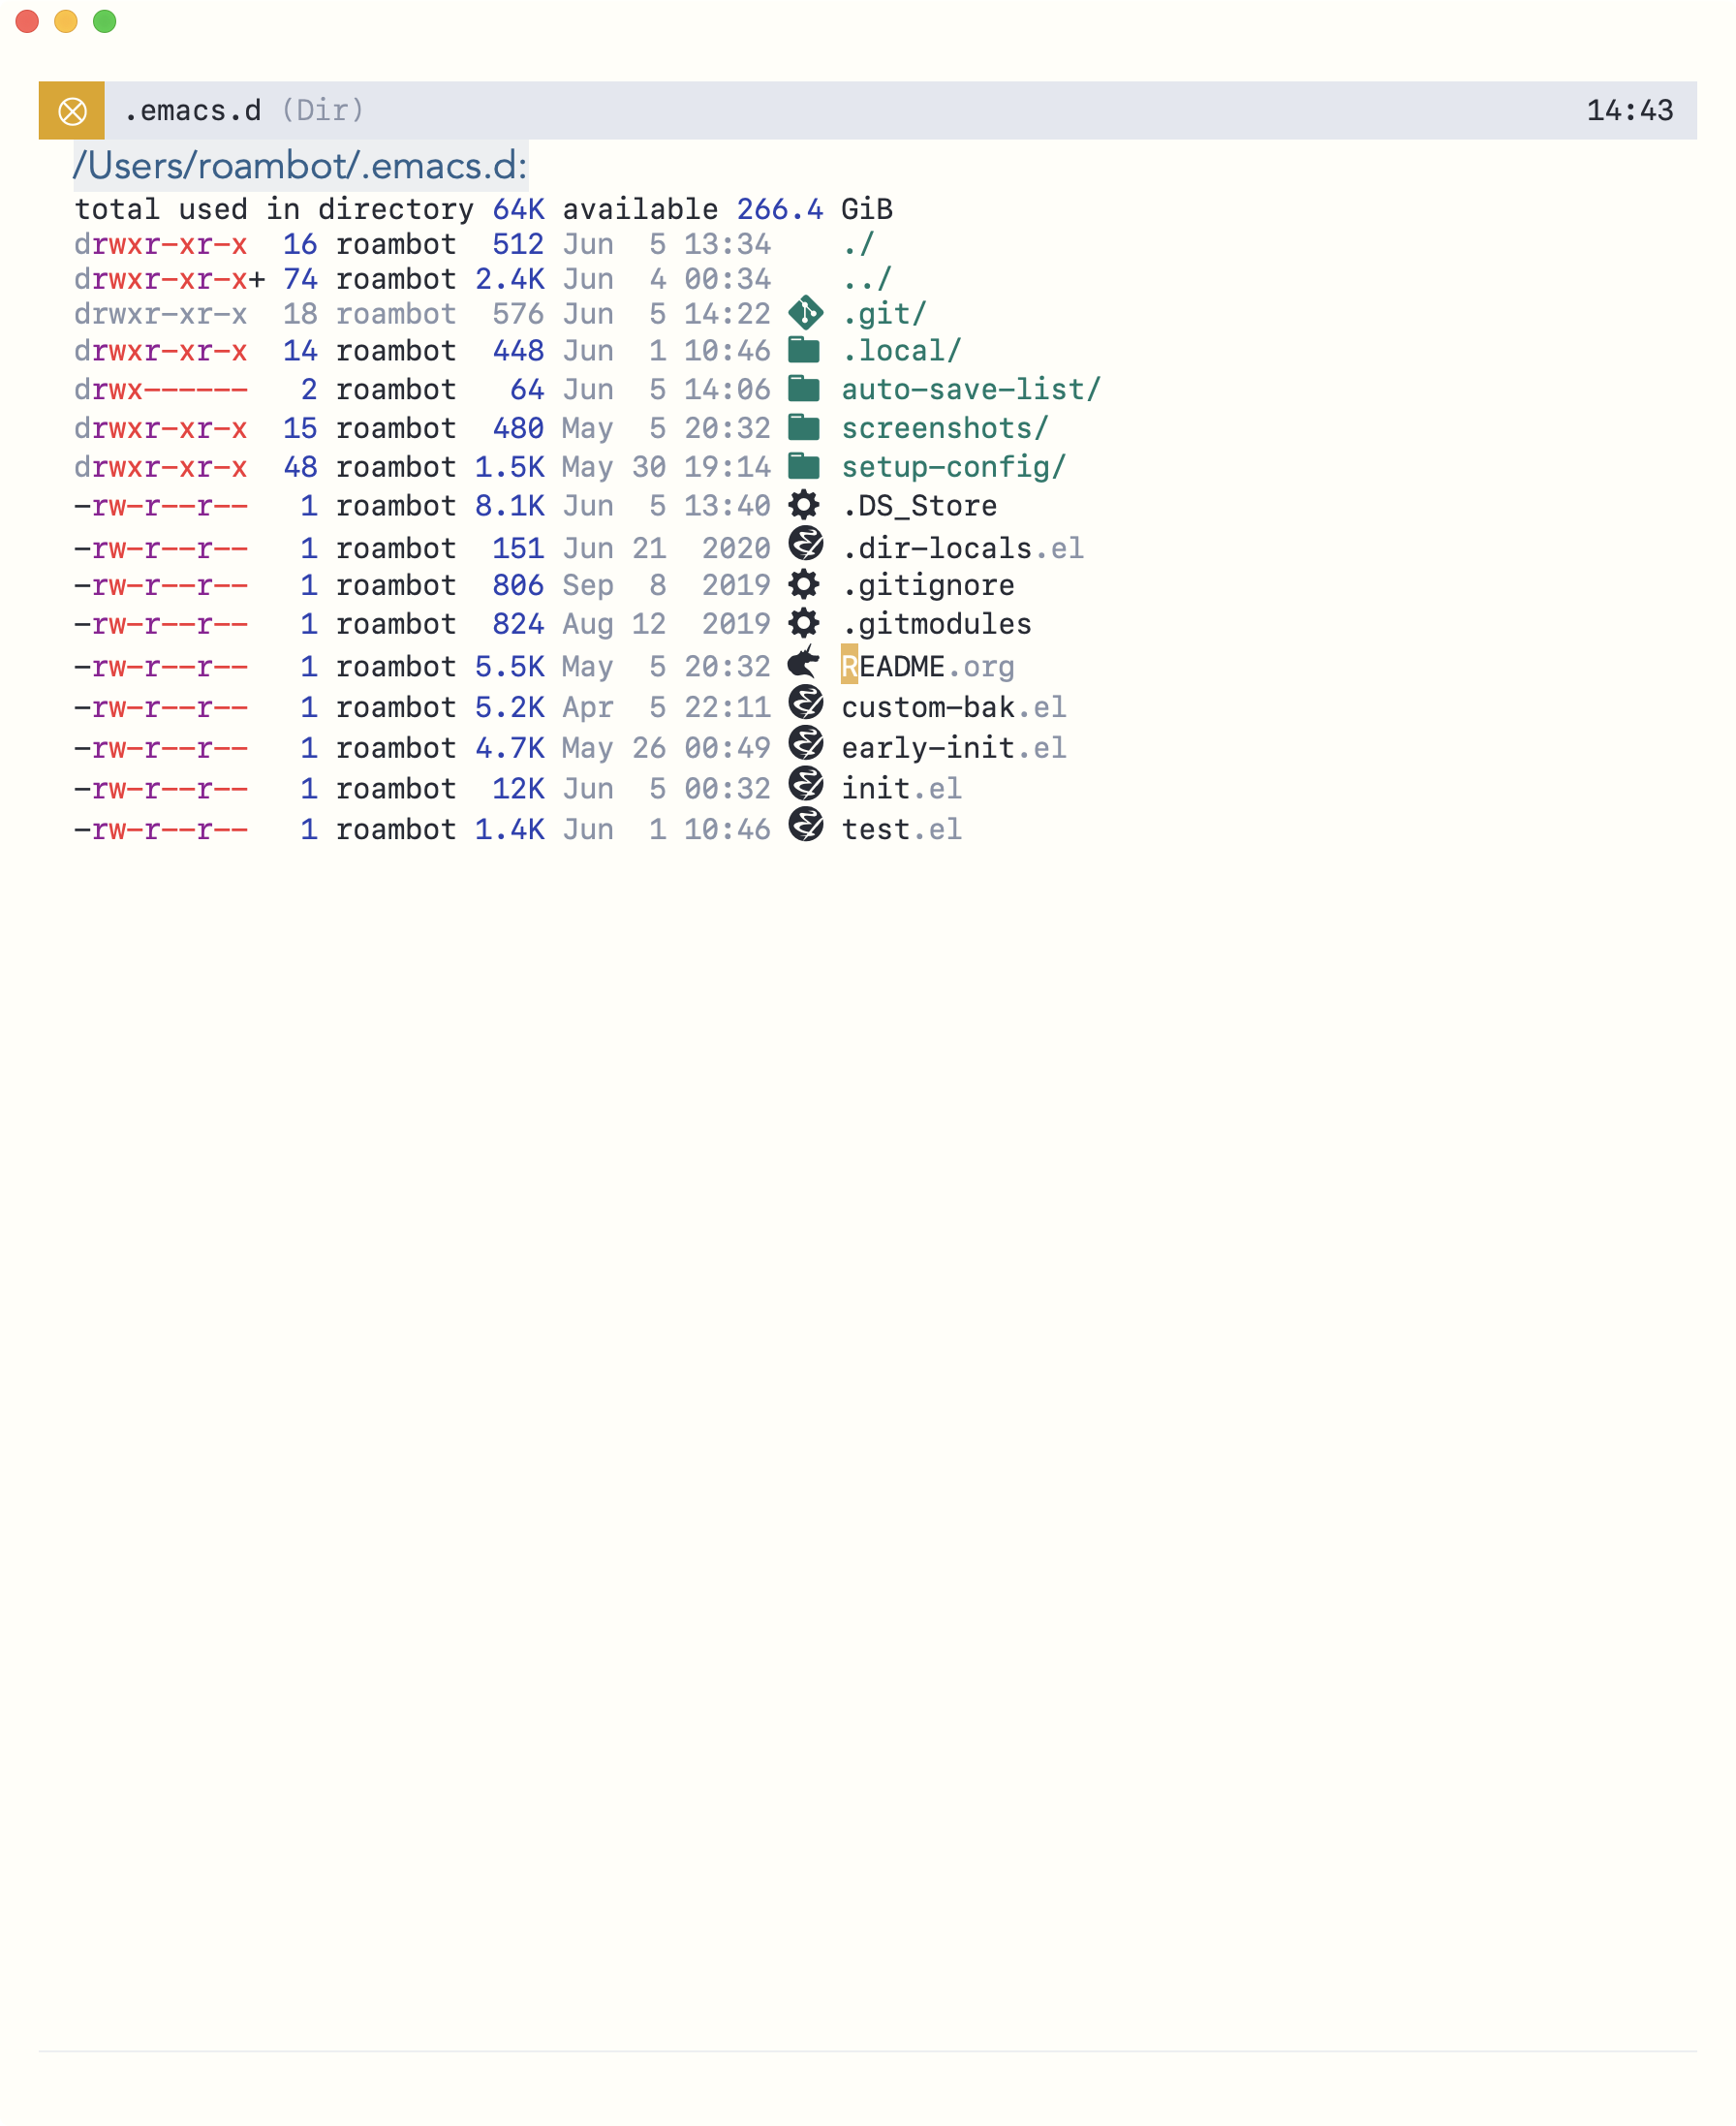 .emacs.d (Dir) 14:43
/Users/roambot/.emacs.d:
total used in directory 64K available 266.4 GiB
drwxr-xr-x  16 roambot  512 Jun  5 13:34    ./
drwxr-xr-x+ 74 roambot 2.4K Jun  4 00:34    ../
drwxr-xr-x  18 roambot  576 Jun  5 14:22    .git/
drwxr-xr-x  14 roambot  448 Jun  1 10:46    .local/
drwx------   2 roambot   64 Jun  5 14:06    auto-save-list/
drwxr-xr-x  15 roambot  480 May  5 20:32    screenshots/
drwxr-xr-x  48 roambot 1.5K May 30 19:14    setup-config/
-rw-r--r--   1 roambot 8.1K Jun  5 13:40    .DS_Store
-rw-r--r--   1 roambot  151 Jun 21  2020    .dir-locals.el
-rw-r--r--   1 roambot  806 Sep  8  2019    .gitignore
-rw-r--r--   1 roambot  824 Aug 12  2019    .gitmodules
-rw-r--r--   1 roambot 5.5K May  5 20:32    README.org
-rw-r--r--   1 roambot 5.2K Apr  5 22:11    custom-bak.el
-rw-r--r--   1 roambot 4.7K May 26 00:49    early-init.el
-rw-r--r--   1 roambot  12K Jun  5 00:32    init.el
-rw-r--r--   1 roambot 1.4K Jun  1 10:46    test.el